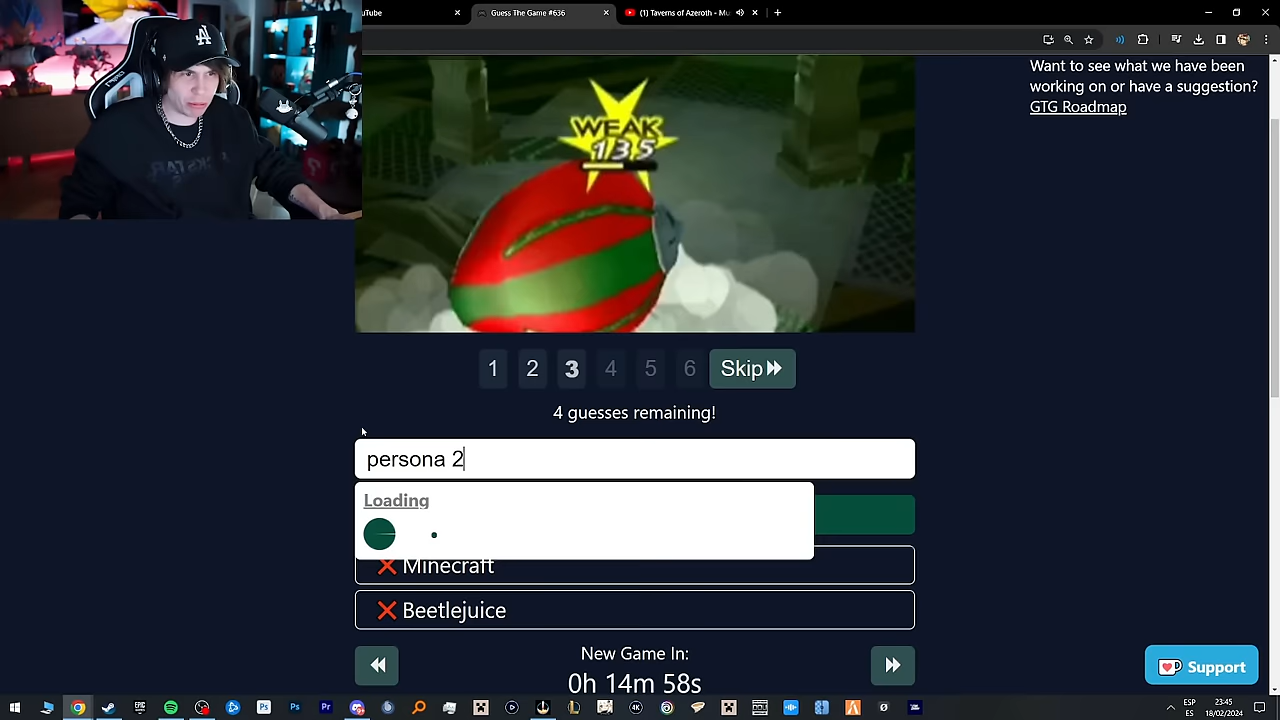 uTube
Guess The Game #636
(1) Taverns of Azeroth - Mu
Want to see what we have been
working on or have a suggestion?
GTG Roadmap
WEAK
135
1 2 3 4 5 6 Skip
4 guesses remaining!
persona 2
Loading
Minecraft
Beetlejuice
New Game In:
0h 14m 58s
Support
ESP
ES
23:45
18/02/2024